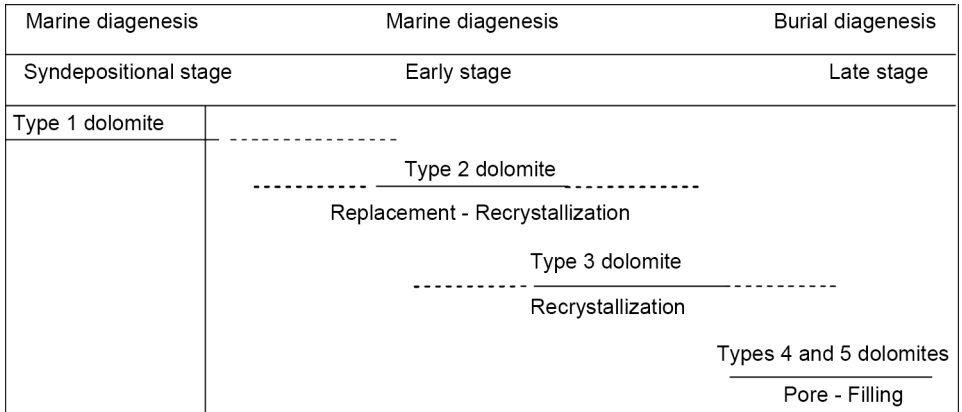 Marine diagenesis Marine diagenesis Burial diagenesis
Syndepositional stage Early stage Late stage
Type 1 dolomite
Type 2 dolomite
Replacement - Recrystallization
Type 3 dolomite
Recrystallization
Types 4 and 5 dolomites
Pore - Filling